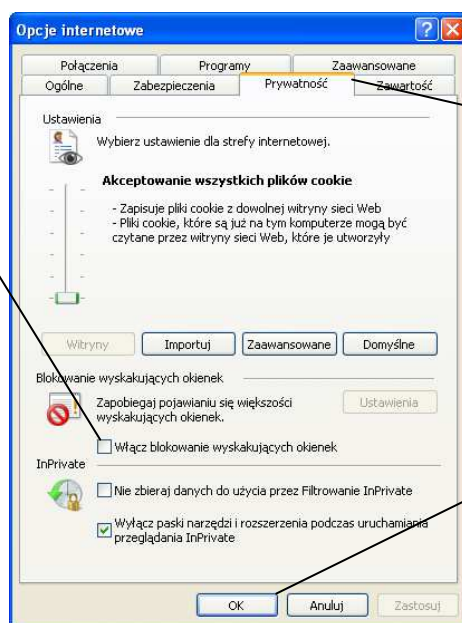 Opcje internetowe
Połączenia Programy Zaawansowane
Ogólne Zabezpieczenia Prywatność Zawartość
Ustawienia
Wybierz ustawienie dla strefy internetowej.
Akceptowanie wszystkich plików cookie
- Zapisuje pliki cookie z dowolnej witryny sieci Web
- Pliki cookie, które są już na tym komputerze mogą być
czytane przez witryny sieci Web, które je utworzyły
Witryny Importuj Zaawansowane Domyślne
Blokowanie wyskakujących okienek
Zapobiegaj pojawianiu się większości
wyskakujących okienek.
Ustawienia
Włącz blokowanie wyskakujących okienek
InPrivate
Nie zbieraj danych do użycia przez Filtrowanie InPrivate
Wyłącz paski narzędzi i rozszerzenia podczas uruchamiania
przeglądania InPrivate
OK Anuluj Zastosuj